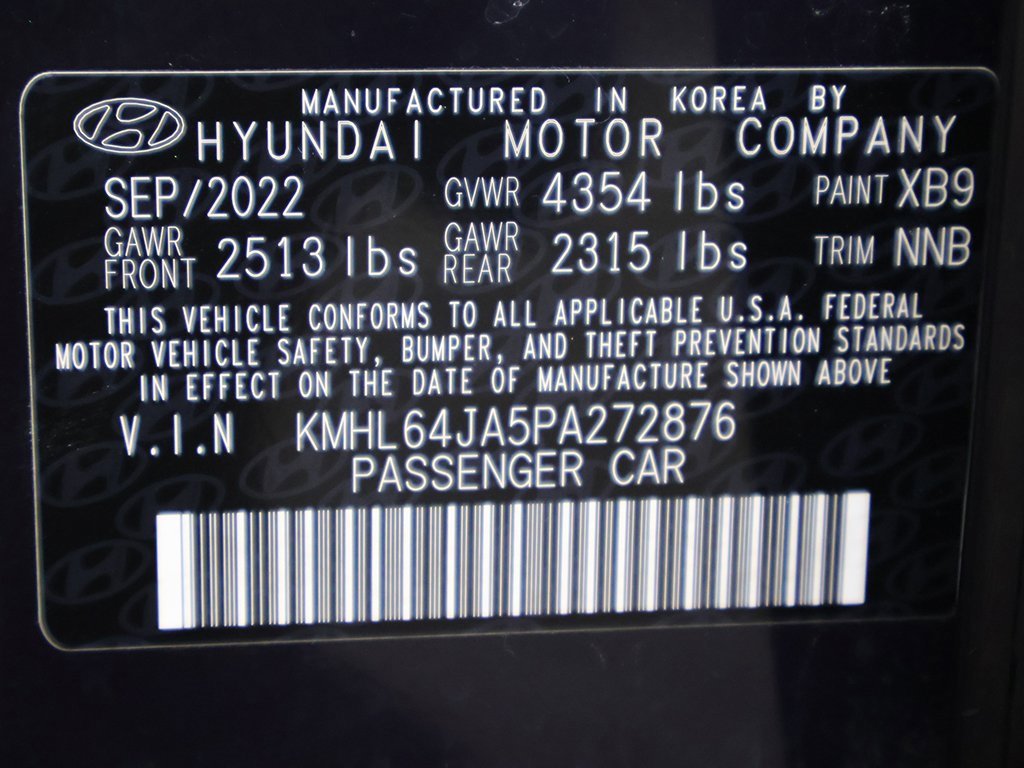 MANUFACTURED IN KOREA BY
HYUNDAI MOTOR COMPANY
SEP/2022 GVWR 4354 lbs PAINT XB9
GAWR FRONT 2513 lbs GAWR REAR 2315 lbs TRIM NNB
THIS VEHICLE CONFORMS TO ALL APPLICABLE U.S.A. FEDERAL
MOTOR VEHICLE SAFETY, BUMPER, AND THEFT PREVENTION STANDARDS
IN EFFECT ON THE DATE OF MANUFACTURE SHOWN ABOVE
V.I.N KMHL64JA5PA272876
PASSENGER CAR